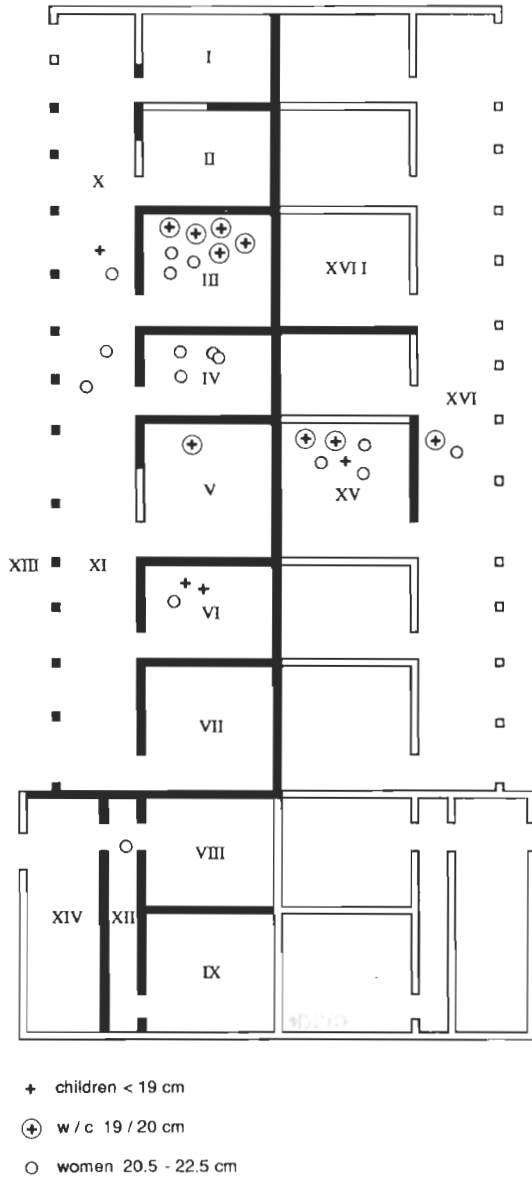 I
II
X
III
XVI I
IV
XVI
V
XV
XIII
XI
VI
VII
VIII
XIV
XII
IX
children < 19 cm
w / c 19 / 20 cm
women 20.5 - 22.5 cm